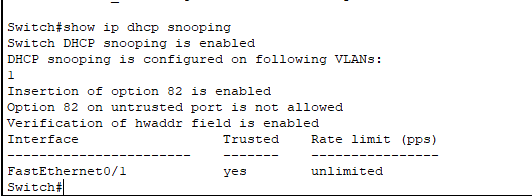 Switch#show ip dhcp snooping
Switch DHCP snooping is enabled
DHCP snooping is configured on following VLANs:
1
Insertion of option 82 is enabled
Option 82 on untrusted port is not allowed
Verification of hwaddr field is enabled
Interface Trusted Rate limit (pps)
----------------------- ------- ----------------
FastEthernet0/1 yes unlimited
Switch#